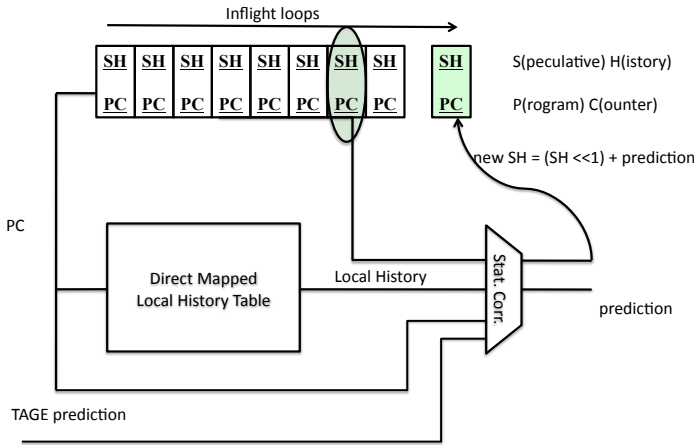 Inflight loops
SH SH SH SH SH SH SH SH SH
PC PC PC PC PC PC PC PC PC
S(peculative) H(istory)
P(rogram) C(ounter)
new SH = (SH <<1) + prediction
PC
Direct Mapped
Local History Table
Local History
Stat. Corr.
prediction
TAGE prediction